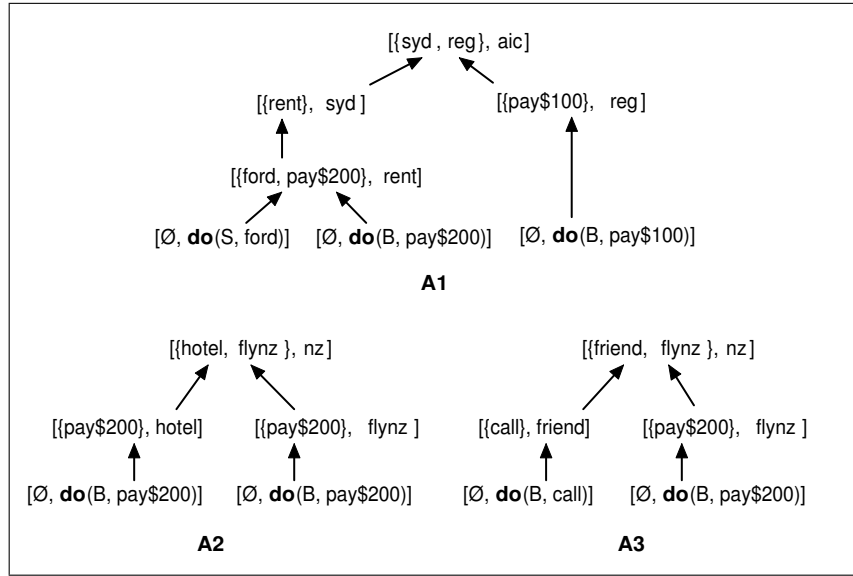 [{syd , reg}, aic]
[{rent}, syd ] [{pay$100}, reg]
[{ford, pay$200}, rent]
[Ø, do(S, ford)] [Ø, do(B, pay$200)] [Ø, do(B, pay$100)]
A1
[{hotel, flynz }, nz] [{friend, flynz }, nz]
[{pay$200}, hotel] [{pay$200}, flynz ] [{call}, friend] [{pay$200}, flynz ]
[Ø, do(B, pay$200)] [Ø, do(B, pay$200)] [Ø, do(B, call)] [Ø, do(B, pay$200)]
A2 A3